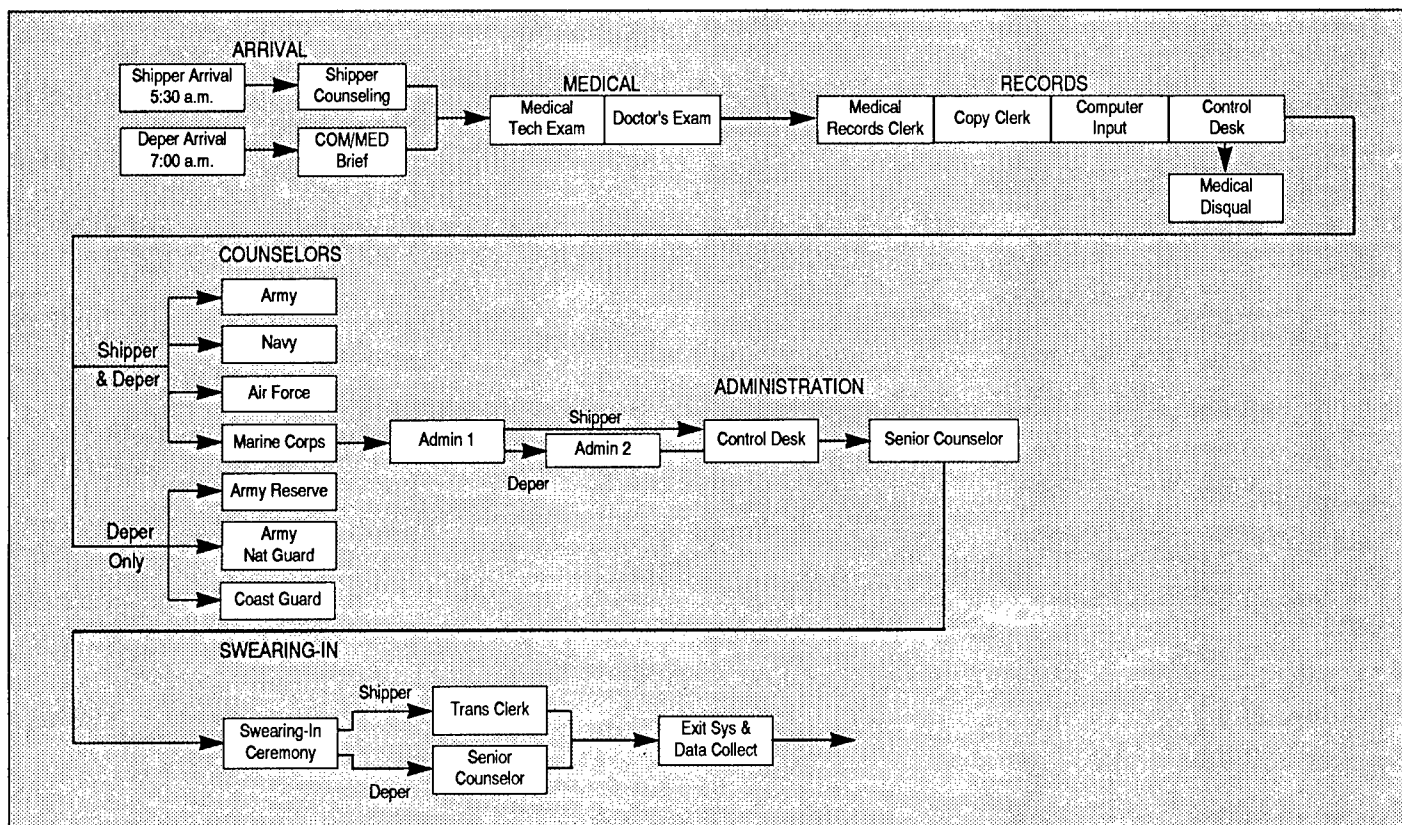 ARRIVAL
Shipper Arrival
5:30 a.m.
Shipper
Counseling
Deper Arrival
7:00 a.m.
COM/MED
Brief
MEDICAL
Medical
Tech Exam
Doctor's Exam
RECORDS
Medical
Records Clerk
Copy Clerk
Computer
Input
Control
Desk
Medical
Disqual
COUNSELORS
Shipper
& Deper
Army
Navy
Air Force
Marine Corps
Deper
Only
Army Reserve
Army
Nat Guard
Coast Guard
ADMINISTRATION
Admin 1
Shipper
Deper
Admin 2
Control Desk
Senior Counselor
SWEARING-IN
Swearing-In
Ceremony
Shipper
Trans Clerk
Deper
Senior
Counselor
Exit Sys &
Data Collect